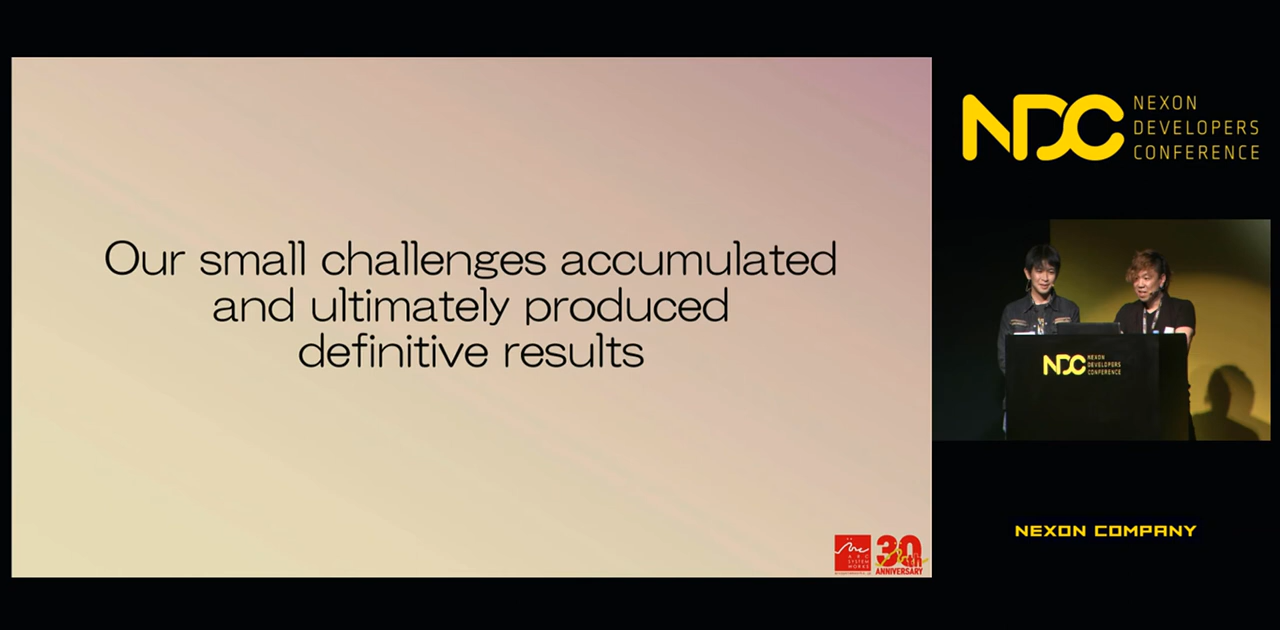 Our small challenges accumulated
and ultimately produced
definitive results
ARC
SYSTEM
WORKS
30th
ANNIVERSARY
NDC
NEXON
DEVELOPERS
CONFERENCE
NDC
NEXON
DEVELOPERS
CONFERENCE
NEXON COMPANY